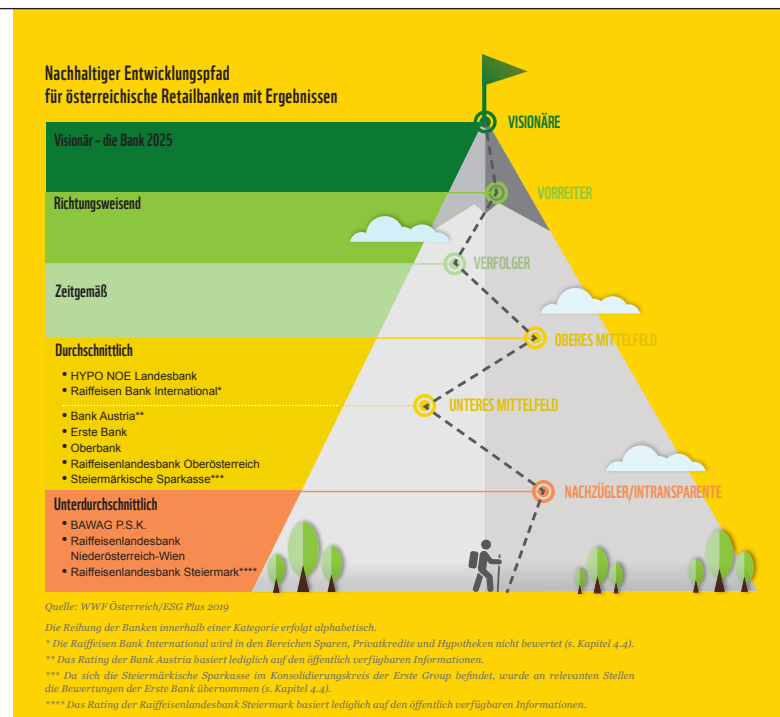 Nachhaltiger Entwicklungspfad
für österreichische Retailbanken mit Ergebnissen
VISIONÄRE
Visionär – die Bank 2025
VORREITER
Richtungsweisend
VERFOLGER
Zeitgemäß
OBERES MITTELFELD
Durchschnittlich
• HYPO NOE Landesbank
• Raiffeisen Bank International*
UNTERES MITTELFELD
• Bank Austria**
• Erste Bank
• Oberbank
• Raiffeisenlandesbank Oberösterreich
• Steiermärkische Sparkasse***
NACHZÜGLER/INTRANSPARENTE
Unterdurchschnittlich
• BAWAG P.S.K.
• Raiffeisenlandesbank
Niederösterreich-Wien
• Raiffeisenlandesbank Steiermark****
Quelle: WWF Österreich/ESG Plus 2019
Die Reihung der Banken innerhalb einer Kategorie erfolgt alphabetisch.
* Die Raiffeisen Bank International wird in den Bereichen Sparen, Privatkredite und Hypotheken nicht bewertet (s. Kapitel 4.4).
** Das Rating der Bank Austria basiert lediglich auf den öffentlich verfügbaren Informationen.
*** Da sich die Steiermärkische Sparkasse im Konsolidierungskreis der Erste Group befindet, wurde an relevanten Stellen
die Bewertungen der Erste Bank übernommen (s. Kapitel 4.4).
**** Das Rating der Raiffeisenlandesbank Steiermark basiert lediglich auf den öffentlich verfügbaren Informationen.